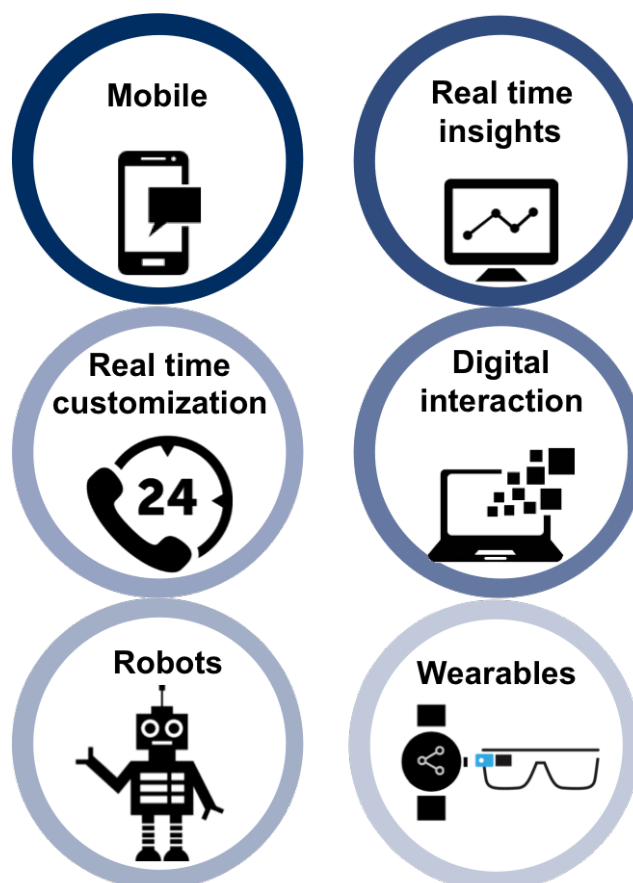 Mobile
Real time
insights
Real time
customization
24
Digital
interaction
Robots
Wearables